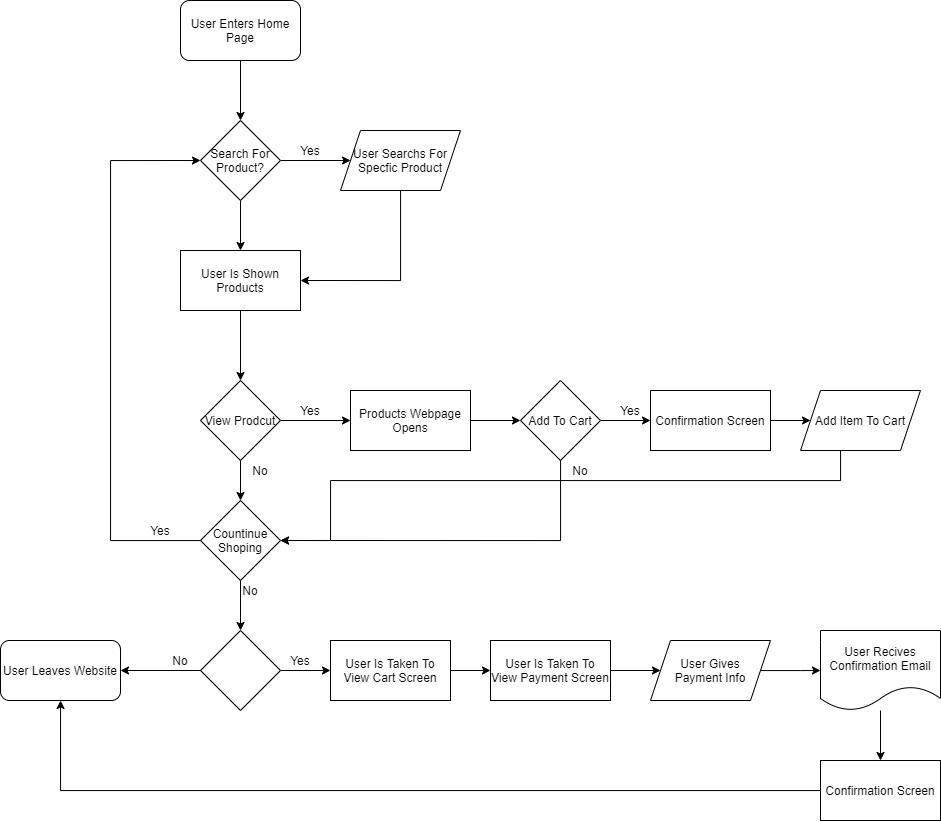 User Enters Home
Page
Search For
Product?
Yes
User Searchs For
Specfic Product
User Is Shown
Products
View Prodcut
Yes
Products Webpage
Opens
Add To Cart
Yes
Confirmation Screen
Add Item To Cart
No
No
Yes
Countinue
Shoping
No
User Leaves Website
No
Yes
User Is Taken To
View Cart Screen
User Is Taken To
View Payment Screen
User Gives
Payment Info
User Recives
Confirmation Email
Confirmation Screen